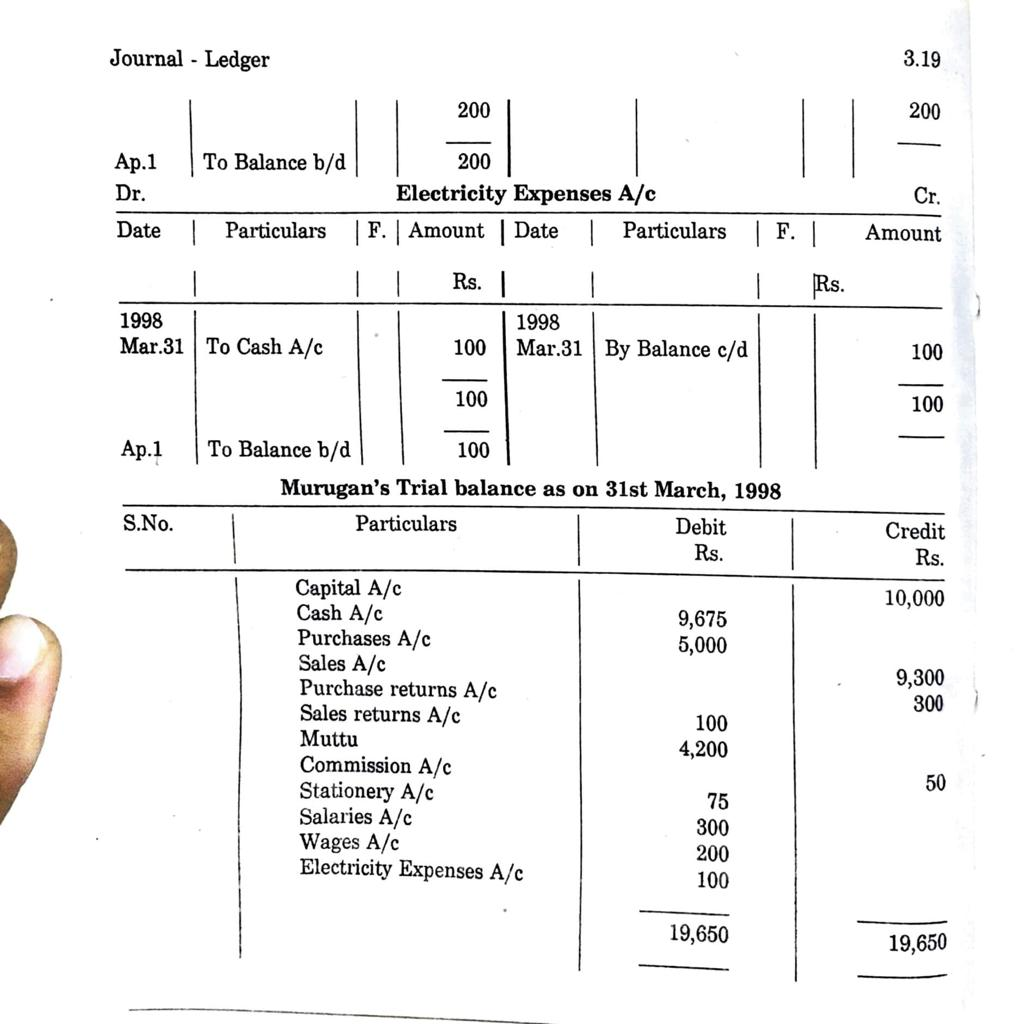 Journal - Ledger 3.19
200 200
Ap.1 To Balance b/d 200
Dr. Electricity Expenses A/c Cr.
Date Particulars F. Amount Date Particulars F. Amount
Rs. Rs.
1998 1998
Mar.31 To Cash A/c 100 Mar.31 By Balance c/d 100
100 100
Ap.1 To Balance b/d 100
Murugan's Trial balance as on 31st March, 1998
S.No. Particulars Debit Credit
Rs. Rs.
Capital A/c 10,000
Cash A/c 9,675
Purchases A/c 5,000
Sales A/c 9,300
Purchase returns A/c 300
Sales returns A/c 100
Muttu 4,200
Commission A/c 50
Stationery A/c 75
Salaries A/c 300
Wages A/c 200
Electricity Expenses A/c 100
19,650 19,650